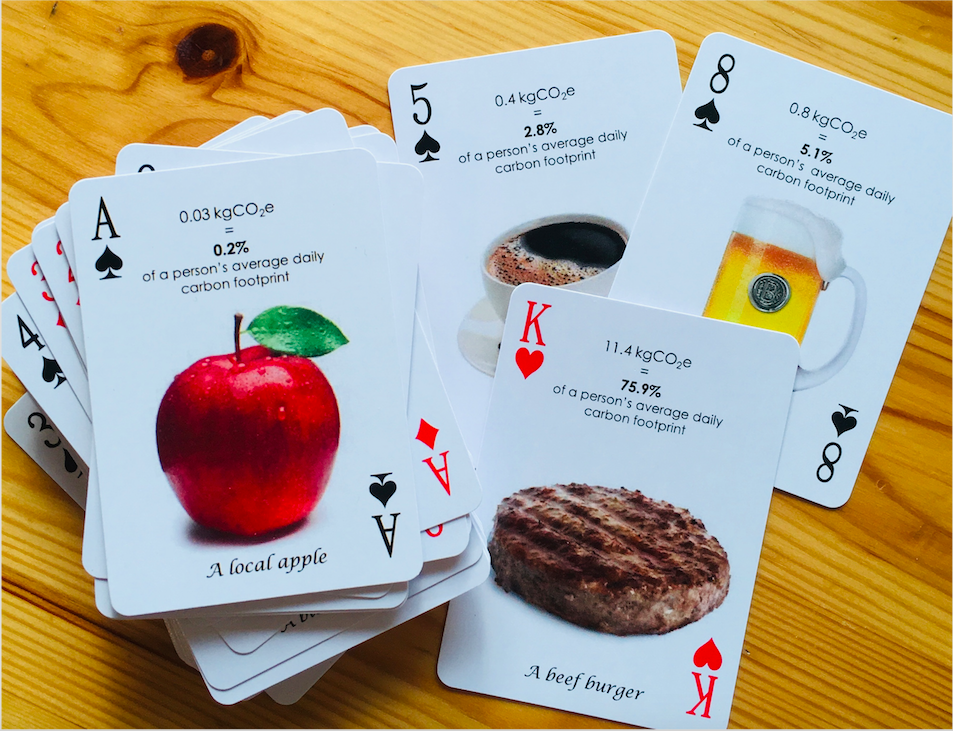 A
0.03 kgCO₂e
=
0.2%
of a person's average daily
carbon footprint
A local apple
A
5
0.4 kgCO₂e
=
2.8%
of a person's average daily
carbon footprint
8
0.8 kgCO₂e
=
5.1%
of a person's average daily
carbon footprint
B
8
K
11.4 kgCO₂e
=
75.9%
of a person's average daily
carbon footprint
A beef burger
K
3
4
3
A